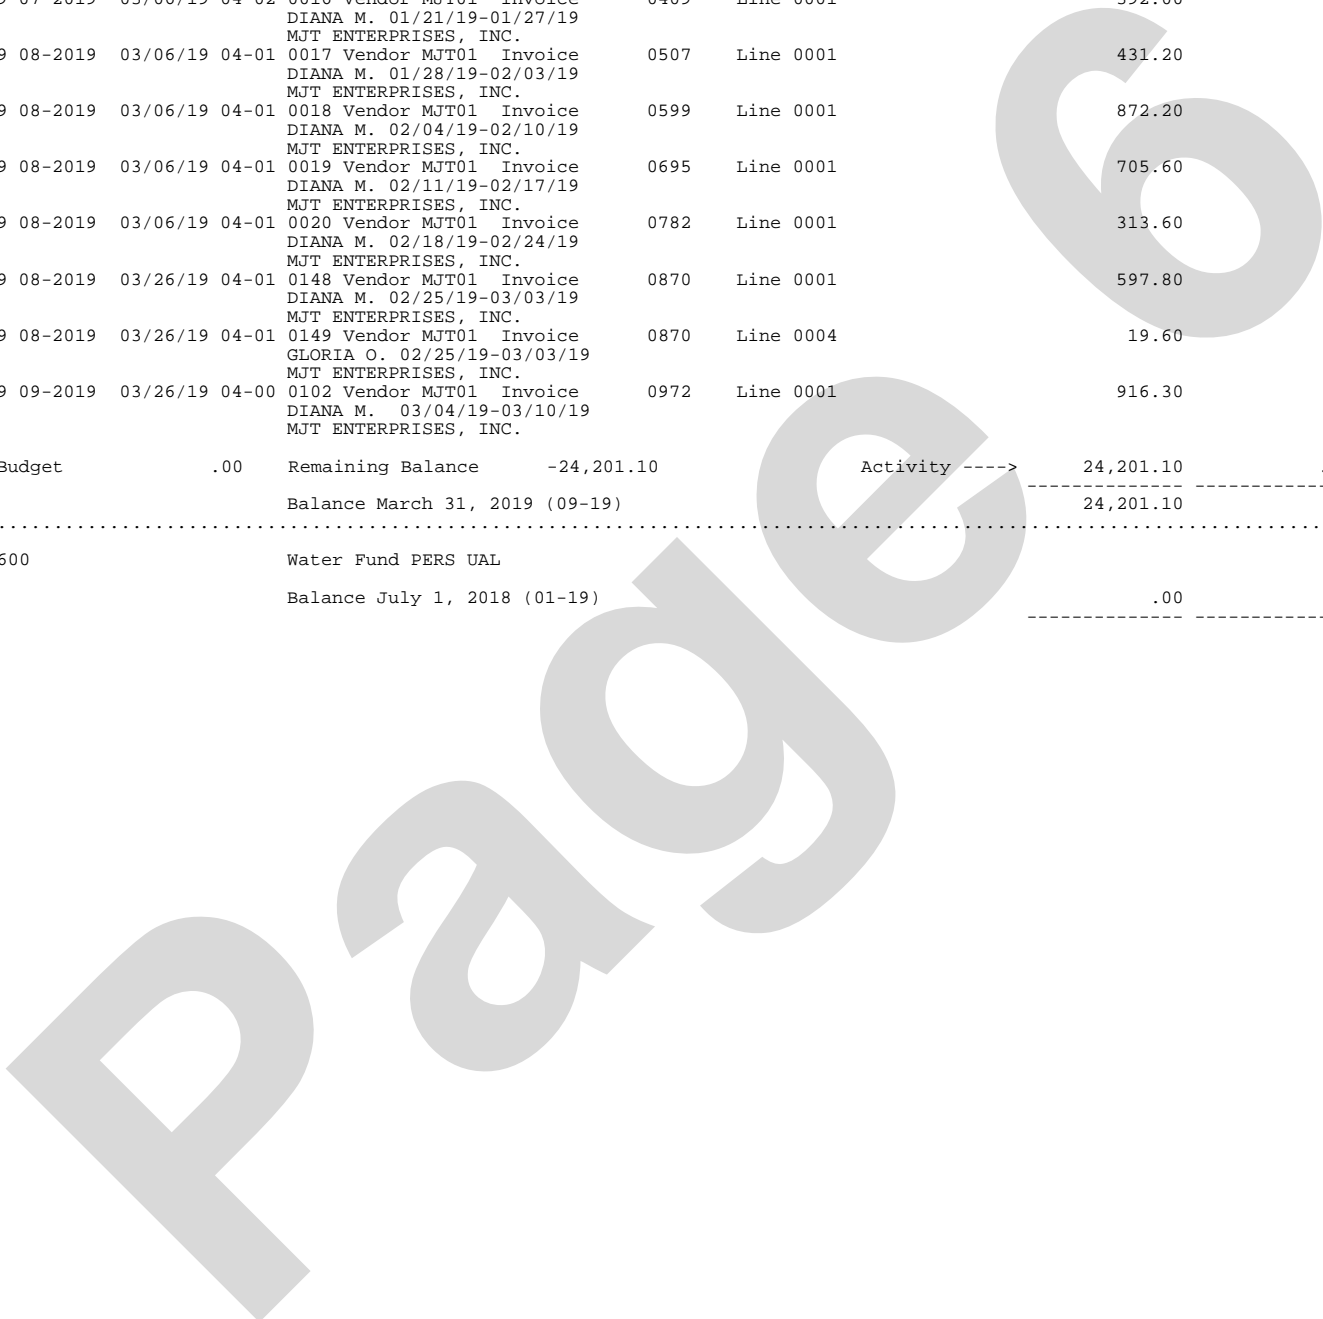 DIANA M. 01/21/19-01/27/19
MJT ENTERPRISES, INC.
9 08-2019 03/06/19 04-01 0017 Vendor MJT01 Invoice 0507 Line 0001 431.20
DIANA M. 01/28/19-02/03/19
MJT ENTERPRISES, INC.
9 08-2019 03/06/19 04-01 0018 Vendor MJT01 Invoice 0599 Line 0001 872.20
DIANA M. 02/04/19-02/10/19
MJT ENTERPRISES, INC.
9 08-2019 03/06/19 04-01 0019 Vendor MJT01 Invoice 0695 Line 0001 705.60
DIANA M. 02/11/19-02/17/19
MJT ENTERPRISES, INC.
9 08-2019 03/06/19 04-01 0020 Vendor MJT01 Invoice 0782 Line 0001 313.60
DIANA M. 02/18/19-02/24/19
MJT ENTERPRISES, INC.
9 08-2019 03/26/19 04-01 0148 Vendor MJT01 Invoice 0870 Line 0001 597.80
DIANA M. 02/25/19-03/03/19
MJT ENTERPRISES, INC.
9 08-2019 03/26/19 04-01 0149 Vendor MJT01 Invoice 0870 Line 0004 19.60
GLORIA O. 02/25/19-03/03/19
MJT ENTERPRISES, INC.
9 09-2019 03/26/19 04-00 0102 Vendor MJT01 Invoice 0972 Line 0001 916.30
DIANA M. 03/04/19-03/10/19
MJT ENTERPRISES, INC.
Budget .00 Remaining Balance -24,201.10 Activity ----> 24,201.10
Balance March 31, 2019 (09-19) 24,201.10
600 Water Fund PERS UAL
Balance July 1, 2018 (01-19) .00
Page 6